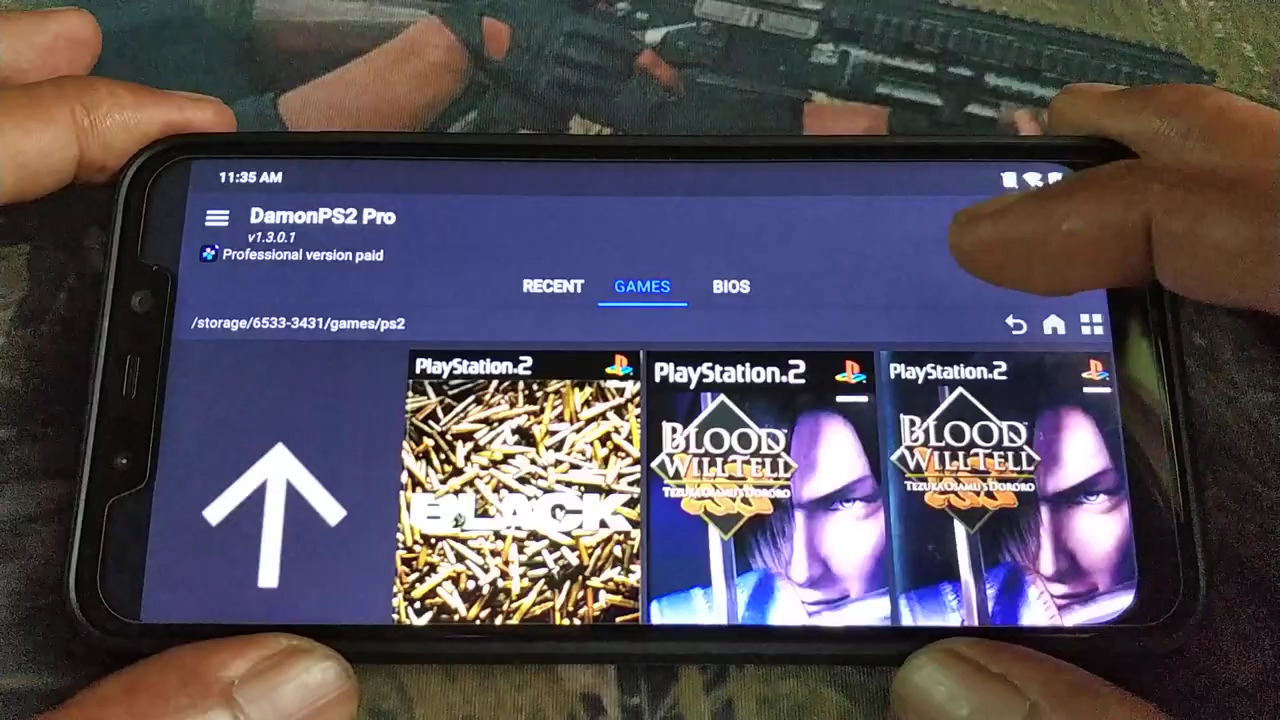 11:35 AM
DamonPS2 Pro
v1.3.0.1
Professional version paid
RECENT GAMES BIOS
/storage/6533-3431/games/ps2
PlayStation.2
BLACK
PlayStation.2
BLOOD
WILL TELL
TEZUKA OSAMU'S DORORO
PlayStation.2
BLOOD
WILL TELL
TEZUKA OSAMU'S DORORO